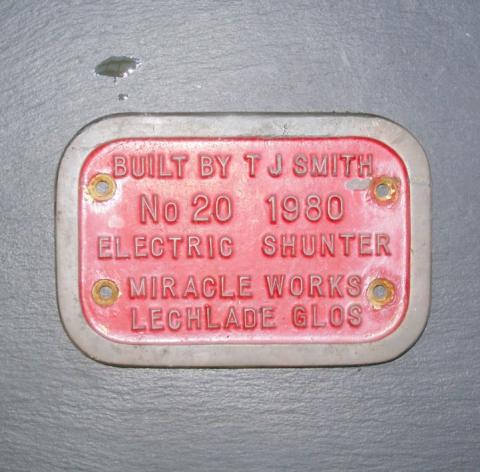 BUILT BY T J SMITH
No 20 1980
ELECTRIC SHUNTER
MIRACLE WORKS
LECHLADE GLOS